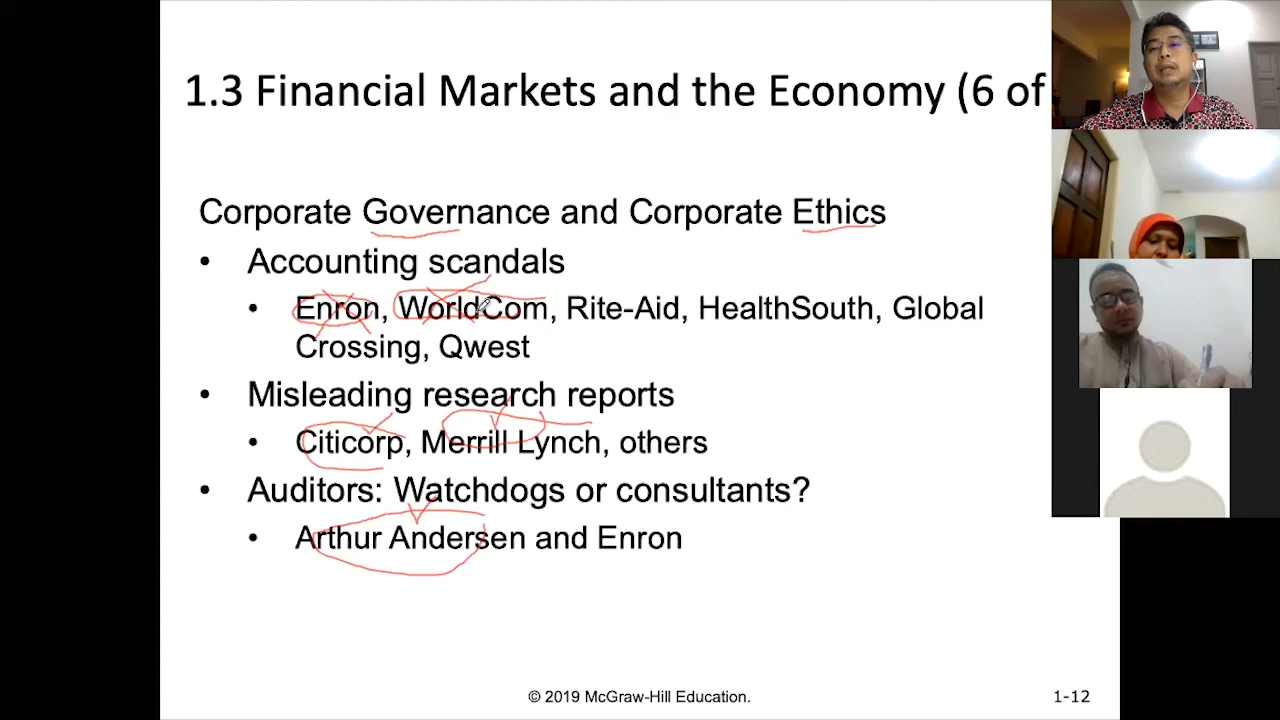 1.3 Financial Markets and the Economy (6 of
Corporate Governance and Corporate Ethics
• Accounting scandals
• Enron, WorldCom, Rite-Aid, HealthSouth, Global
Crossing, Qwest
• Misleading research reports
• Citicorp, Merrill Lynch, others
• Auditors: Watchdogs or consultants?
• Arthur Andersen and Enron
© 2019 McGraw-Hill Education.
1-12